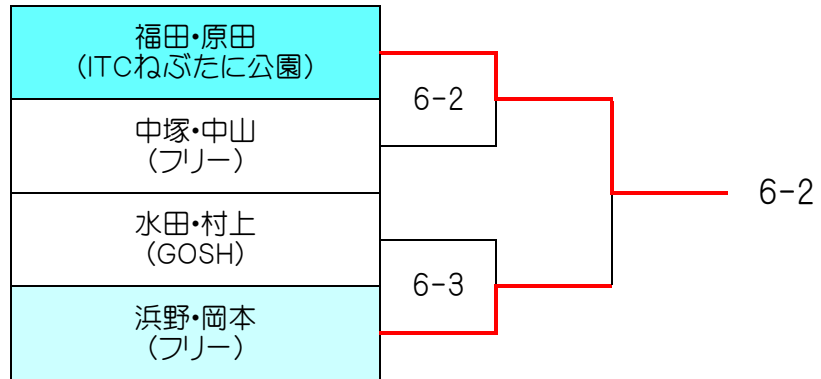 福田・原田
（ITCねぶたに公園）
6-2
中塚・中山
（フリー）
6-2
水田・村上
（GOSH）
6-3
浜野・岡本
（フリー）